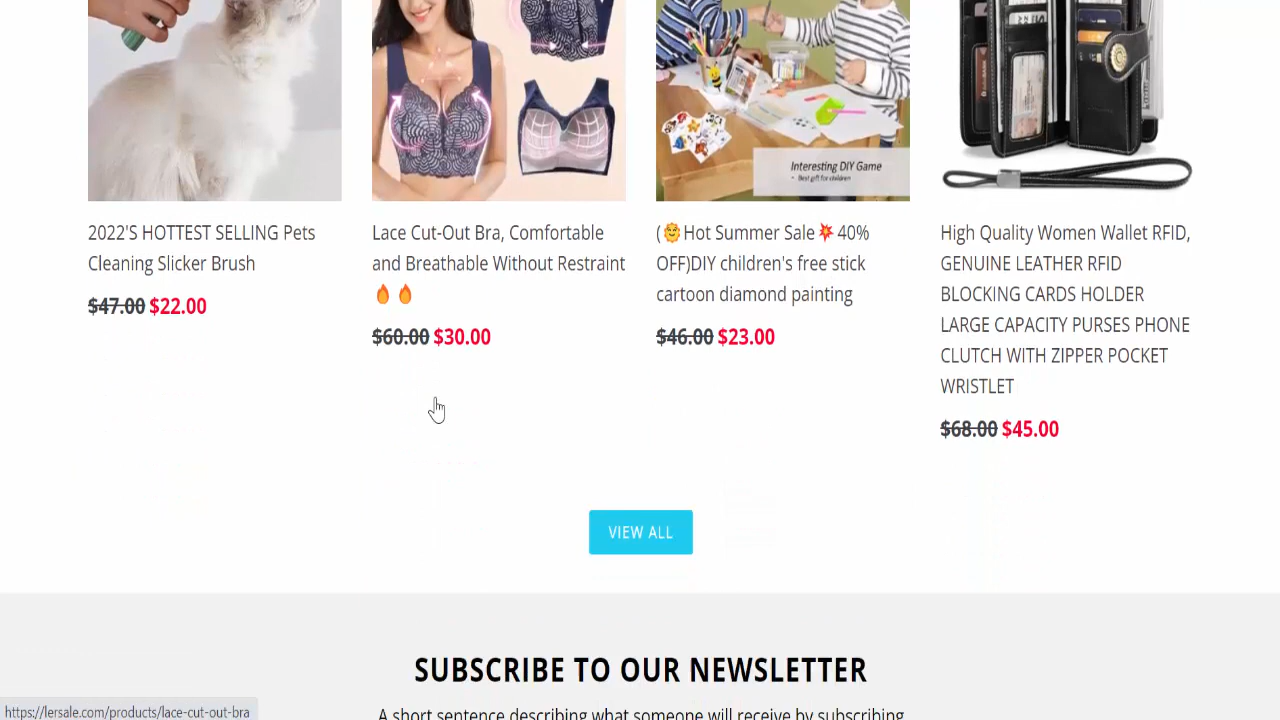 Interesting DIY Game
• Best gift for children
2022'S HOTTEST SELLING Pets
Cleaning Slicker Brush
$47.00 $22.00
Lace Cut-Out Bra, Comfortable
and Breathable Without Restraint
🔥 🔥
$60.00 $30.00
(🌞Hot Summer Sale💥40%
OFF)DIY children's free stick
cartoon diamond painting
$46.00 $23.00
High Quality Women Wallet RFID,
GENUINE LEATHER RFID
BLOCKING CARDS HOLDER
LARGE CAPACITY PURSES PHONE
CLUTCH WITH ZIPPER POCKET
WRISTLET
$68.00 $45.00
VIEW ALL
SUBSCRIBE TO OUR NEWSLETTER
A short sentence describing what someone will receive by subscribing
https://lersale.com/products/lace-cut-out-bra